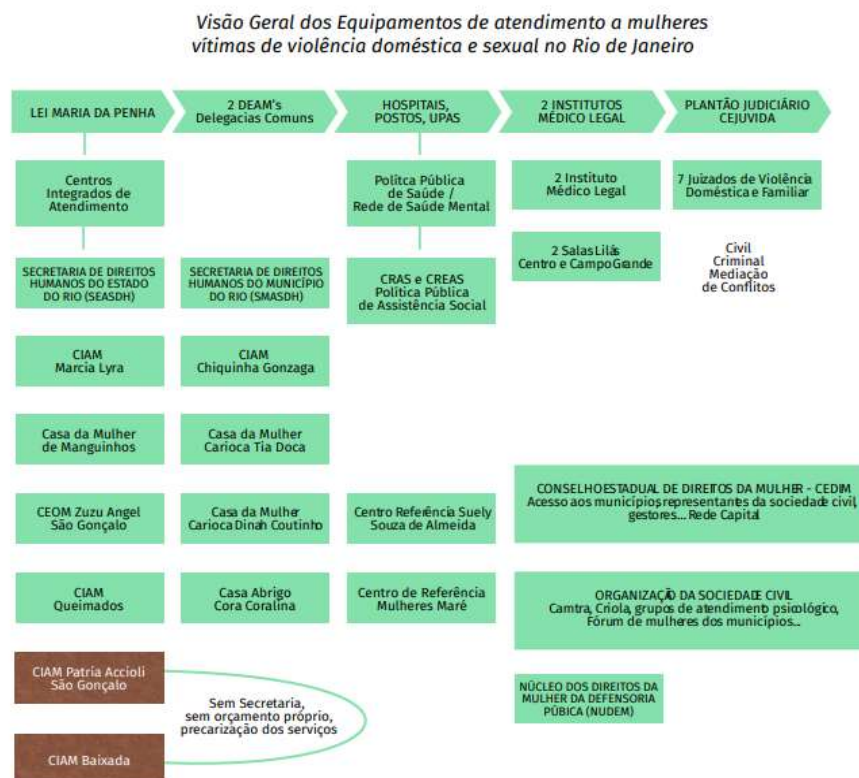 Visão Geral dos Equipamentos de atendimento a mulheres
vítimas de violência doméstica e sexual no Rio de Janeiro
LEI MARIA DA PENHA
2 DEAM's
Delegacias Comuns
HOSPITAIS,
POSTOS, UPAS
2 INSTITUTOS
MÉDICO LEGAL
PLANTÃO JUDICIÁRIO
CEJUVIDA
Centros
Integrados de
Atendimento
Polítca Pública
de Saúde /
Rede de Saúde Mental
2 Instituto
Médico Legal
7 Juizados de Violência
Doméstica e Familiar
SECRETARIA DE DIREITOS
HUMANOS DO ESTADO
DO RIO (SEASDH)
SECRETARIA DE DIREITOS
HUMANOS DO MUNICÍPIO
DO RIO (SMASDH)
CRAS e CREAS
Política Pública
de Assistência Social
2 Salas Lilás
Centro e Campo Grande
Civil
Criminal
Mediação
de Conflitos
CIAM
Marcia Lyra
CIAM
Chiquinha Gonzaga
Casa da Mulher
de Manguinhos
Casa da Mulher
Carioca Tia Doca
CEOM Zuzu Angel
São Gonçalo
Casa da Mulher
Carioca Dinah Coutinho
Centro Referência Suely
Souza de Almeida
CONSELHO ESTADUAL DE DIREITOS DA MULHER - CEDIM
Acesso aos municípios, representantes da sociedade civil,
gestores... Rede Capital
CIAM
Queimados
Casa Abrigo
Cora Coralina
Centro de Referência
Mulheres Maré
ORGANIZAÇÃO DA SOCIEDADE CIVIL
Camtra, Criola, grupos de atendimento psicológico,
Fórum de mulheres dos municípios...
CIAM Patria Accioli
São Gonçalo
CIAM Baixada
Sem Secretaria,
sem orçamento próprio,
precarização dos serviços
NÚCLEO DOS DIREITOS DA
MULHER DA DEFENSORIA
PÚBICA (NUDEM)